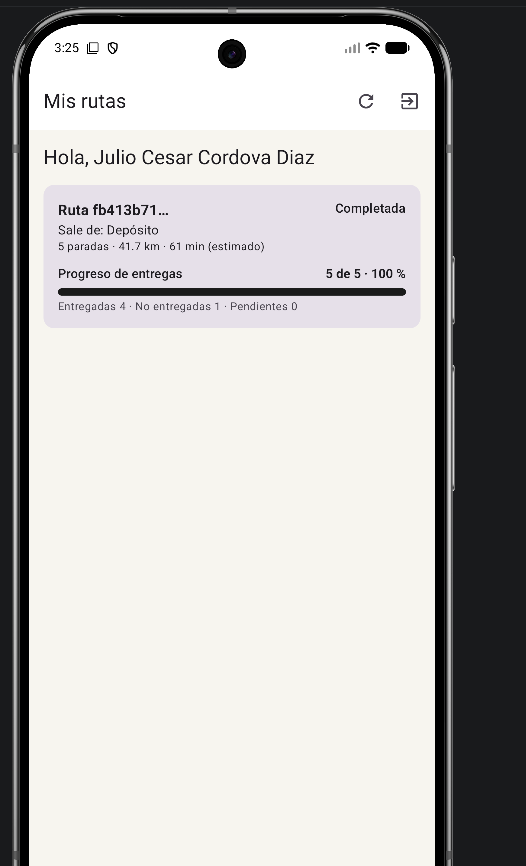 3:25
Mis rutas
Hola, Julio Cesar Cordova Diaz
Ruta fb413b71… Completada
Sale de: Depósito
5 paradas · 41.7 km · 61 min (estimado)
Progreso de entregas 5 de 5 · 100 %
Entregadas 4 · No entregadas 1 · Pendientes 0